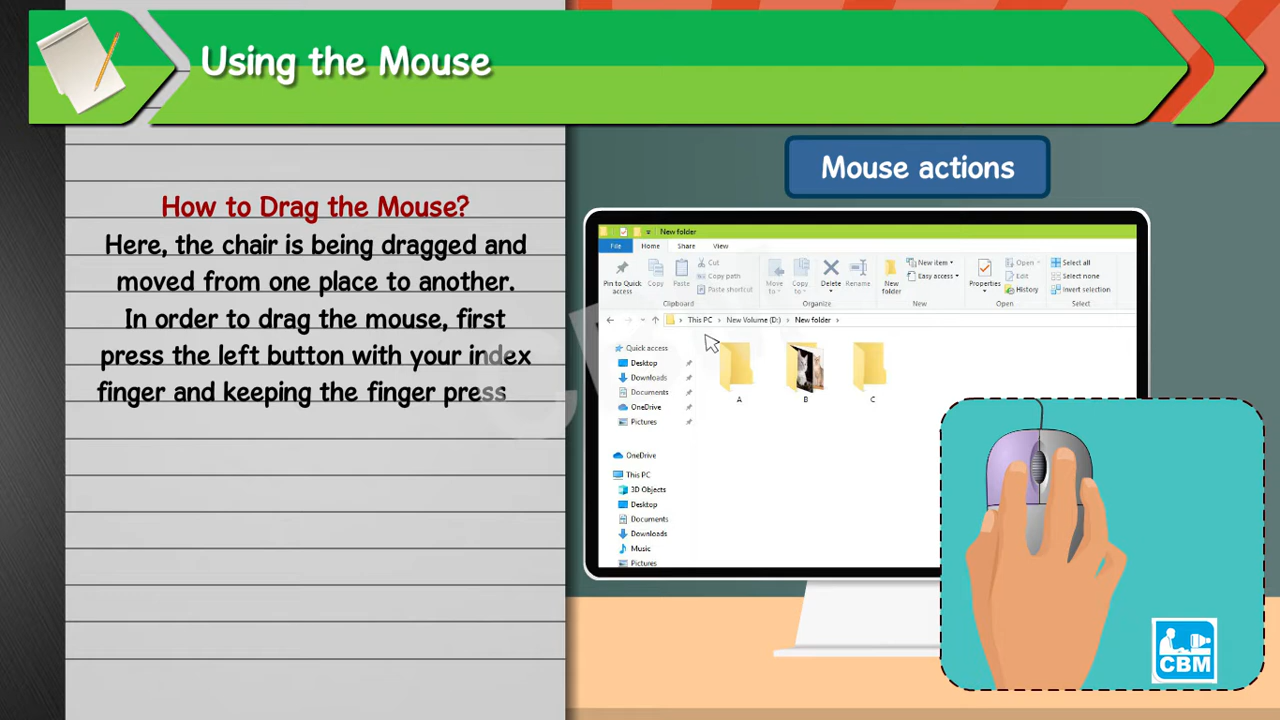 Using the Mouse
How to Drag the Mouse?
Here, the chair is being dragged and
moved from one place to another.
In order to drag the mouse, first
press the left button with your index
finger and keeping the finger press
Mouse actions
New folder
File Home Share View
Pin to Quick access
Copy
Paste
Cut
Copy path
Paste shortcut
Clipboard
Move to
Copy to
Delete
Rename
Organize
New folder
New item
Easy access
New
Properties
Open
Edit
History
Open
Select all
Select none
Invert selection
Select
This PC > New Volume (D:) > New folder >
Quick access
Desktop
Downloads
Documents
OneDrive
Pictures
OneDrive
This PC
3D Objects
Desktop
Documents
Downloads
Music
Pictures
A
B
C
CBM